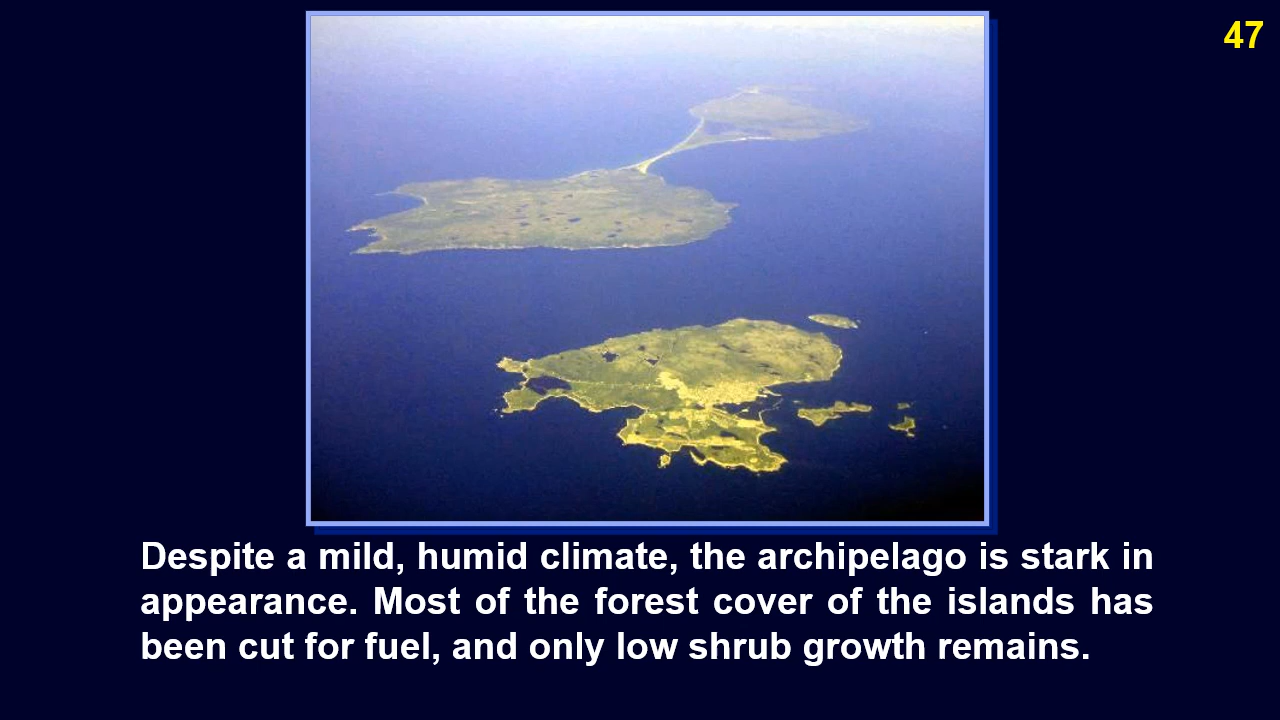 47
Despite a mild, humid climate, the archipelago is stark in
appearance. Most of the forest cover of the islands has
been cut for fuel, and only low shrub growth remains.